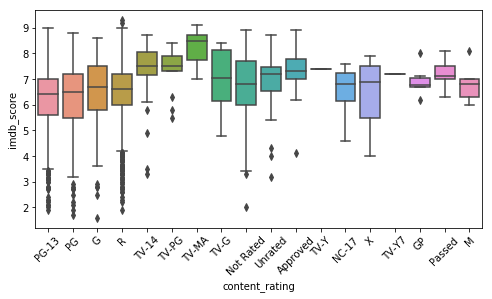 imdb_score
9
8
7
6
5
4
3
2
PG-13
PG
G
R
TV-14
TV-PG
TV-MA
TV-G
Not Rated
Unrated
Approved
TV-Y
NC-17
X
TV-Y7
GP
Passed
M
content_rating